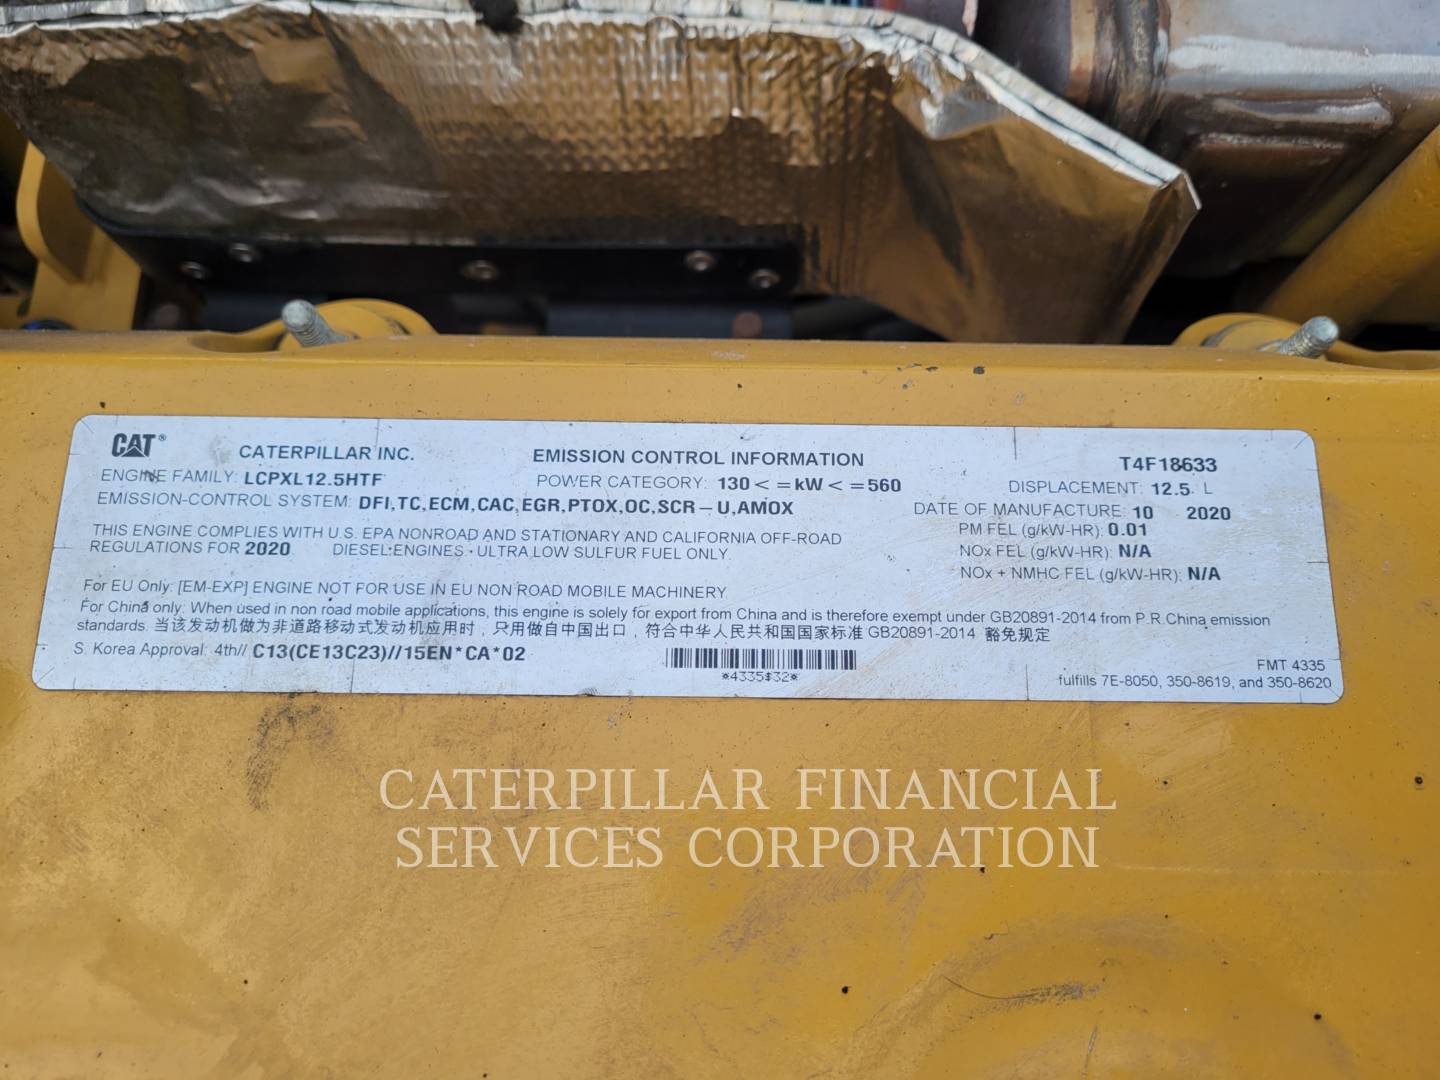 CAT® CATERPILLAR INC. EMISSION CONTROL INFORMATION T4F18633
ENGINE FAMILY: LCPXL12.5HTF POWER CATEGORY: 130<=kW<=560 DISPLACEMENT: 12.5 L
EMISSION-CONTROL SYSTEM: DFI,TC,ECM,CAC,EGR,PTOX,OC,SCR-U,AMOX DATE OF MANUFACTURE: 10 2020
THIS ENGINE COMPLIES WITH U.S. EPA NONROAD AND STATIONARY AND CALIFORNIA OFF-ROAD PM FEL (g/kW-HR): 0.01
REGULATIONS FOR 2020 DIESEL ENGINES. ULTRA LOW SULFUR FUEL ONLY. NOx FEL (g/kW-HR): N/A
NOx + NMHC FEL (g/kW-HR): N/A
For EU Only: [EM-EXP] ENGINE NOT FOR USE IN EU NON ROAD MOBILE MACHINERY
For China only: When used in non road mobile applications, this engine is solely for export from China and is therefore exempt under GB20891-2014 from P.R.China emission
standards. 当该发动机做为非道路移动式发动机应用时，只用做自中国出口，符合中华人民共和国国家标准 GB20891-2014 豁免规定
S. Korea Approval: 4th// C13(CE13C23)//15EN*CA*02
FMT 4335
fulfills 7E-8050, 350-8619, and 350-8620
CATERPILLAR FINANCIAL
SERVICES CORPORATION